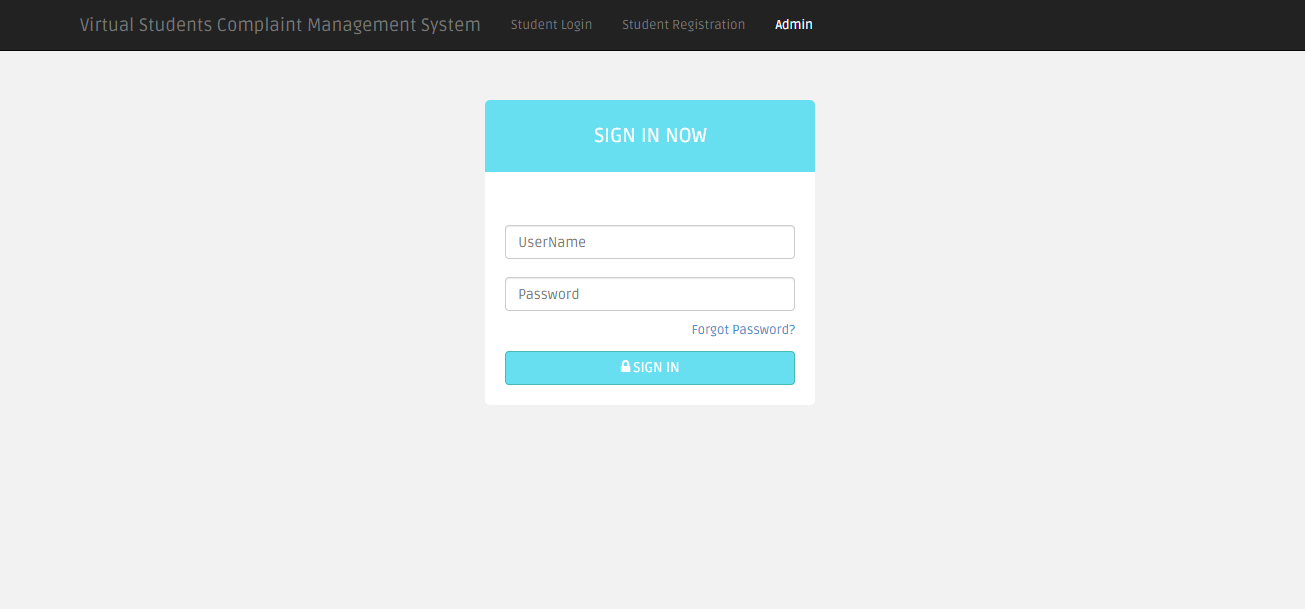 Virtual Students Complaint Management System Student Login Student Registration Admin
SIGN IN NOW
UserName
Password
Forgot Password?
SIGN IN